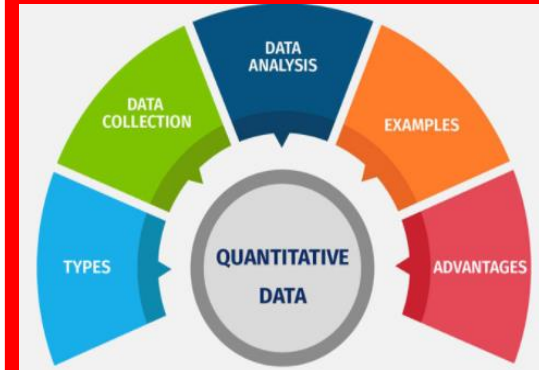 TYPES
DATA
COLLECTION
DATA
ANALYSIS
EXAMPLES
ADVANTAGES
QUANTITATIVE
DATA